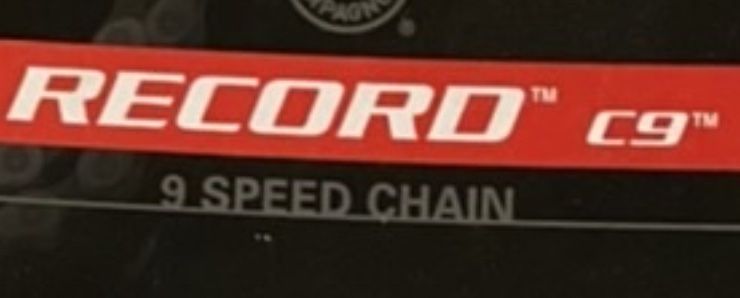 RECORD™ C9™
9 SPEED CHAIN